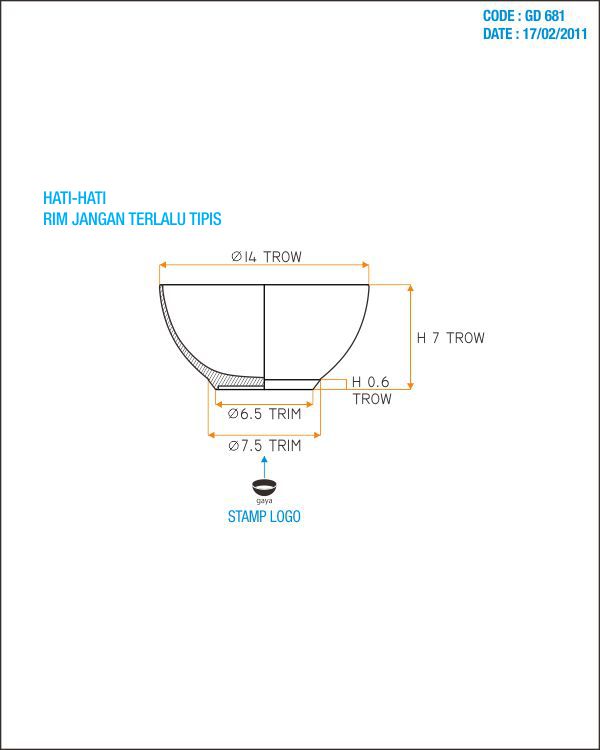 CODE : GD 681
DATE : 17/02/2011
HATI-HATI
RIM JANGAN TERLALU TIPIS
Ø14 TROW
H 7 TROW
H 0.6
TROW
Ø6.5 TRIM
Ø7.5 TRIM
gaya
STAMP LOGO